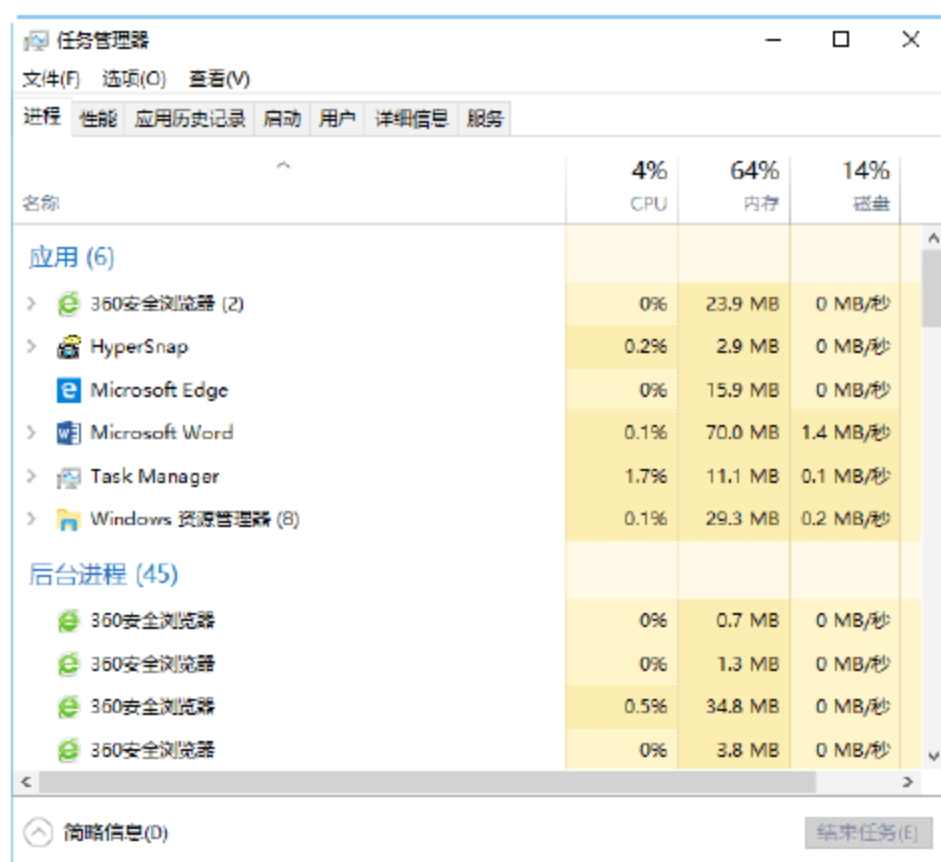 任务管理器
文件(F) 选项(O) 查看(V)
进程 性能 应用历史记录 启动 用户 详细信息 服务
4% 64% 14%
名称 CPU 内存 磁盘
应用 (6)
360安全浏览器 (2) 0% 23.9 MB 0 MB/秒
HyperSnap 0.2% 2.9 MB 0 MB/秒
Microsoft Edge 0% 15.9 MB 0 MB/秒
Microsoft Word 0.1% 70.0 MB 1.4 MB/秒
Task Manager 1.7% 11.1 MB 0.1 MB/秒
Windows 资源管理器 (8) 0.1% 29.3 MB 0.2 MB/秒
后台进程 (45)
360安全浏览器 0% 0.7 MB 0 MB/秒
360安全浏览器 0% 1.3 MB 0 MB/秒
360安全浏览器 0.5% 34.8 MB 0 MB/秒
360安全浏览器 0% 3.8 MB 0 MB/秒
简略信息(D) 结束任务(E)